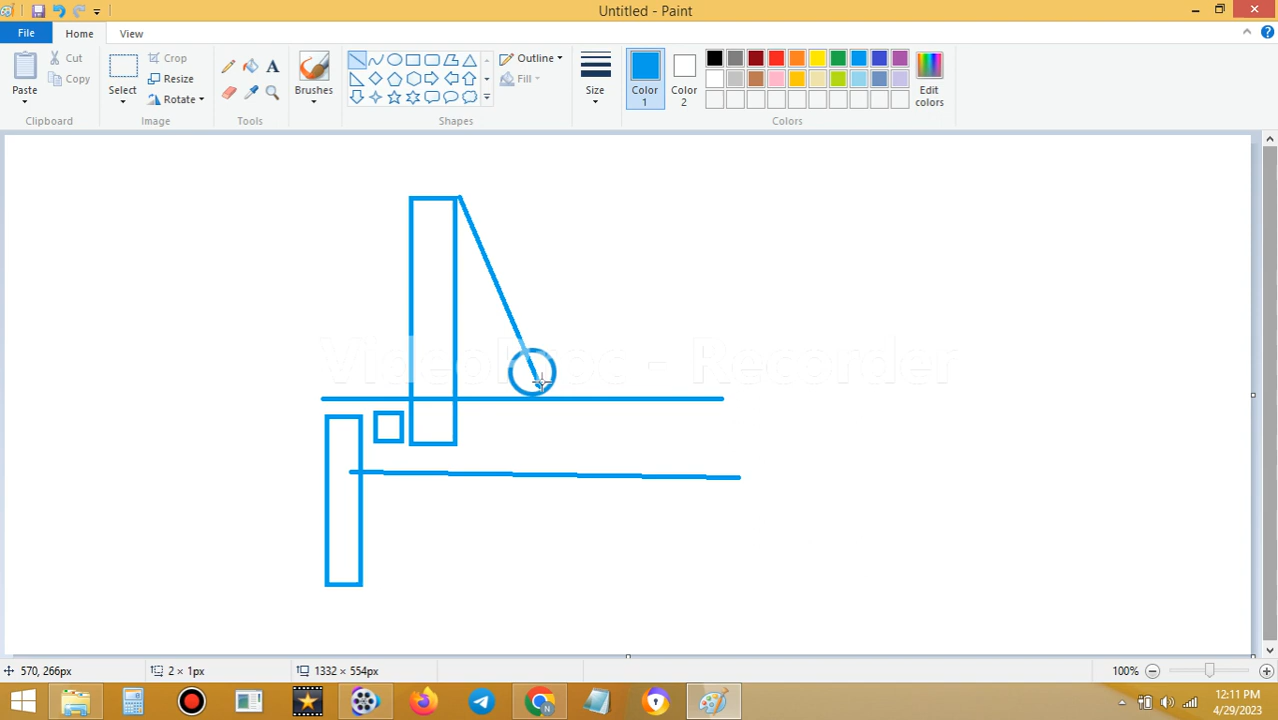 Untitled - Paint
File
Home
View
Paste
Cut
Copy
Clipboard
Select
Crop
Resize
Rotate
Image
A
Tools
Brushes
Outline
Fill
Shapes
Size
Color 1
Color 2
Edit colors
Colors
VideoProc - Recorder
570, 266px
2 × 1px
1332 × 554px
100%
N
12:11 PM
4/29/2023